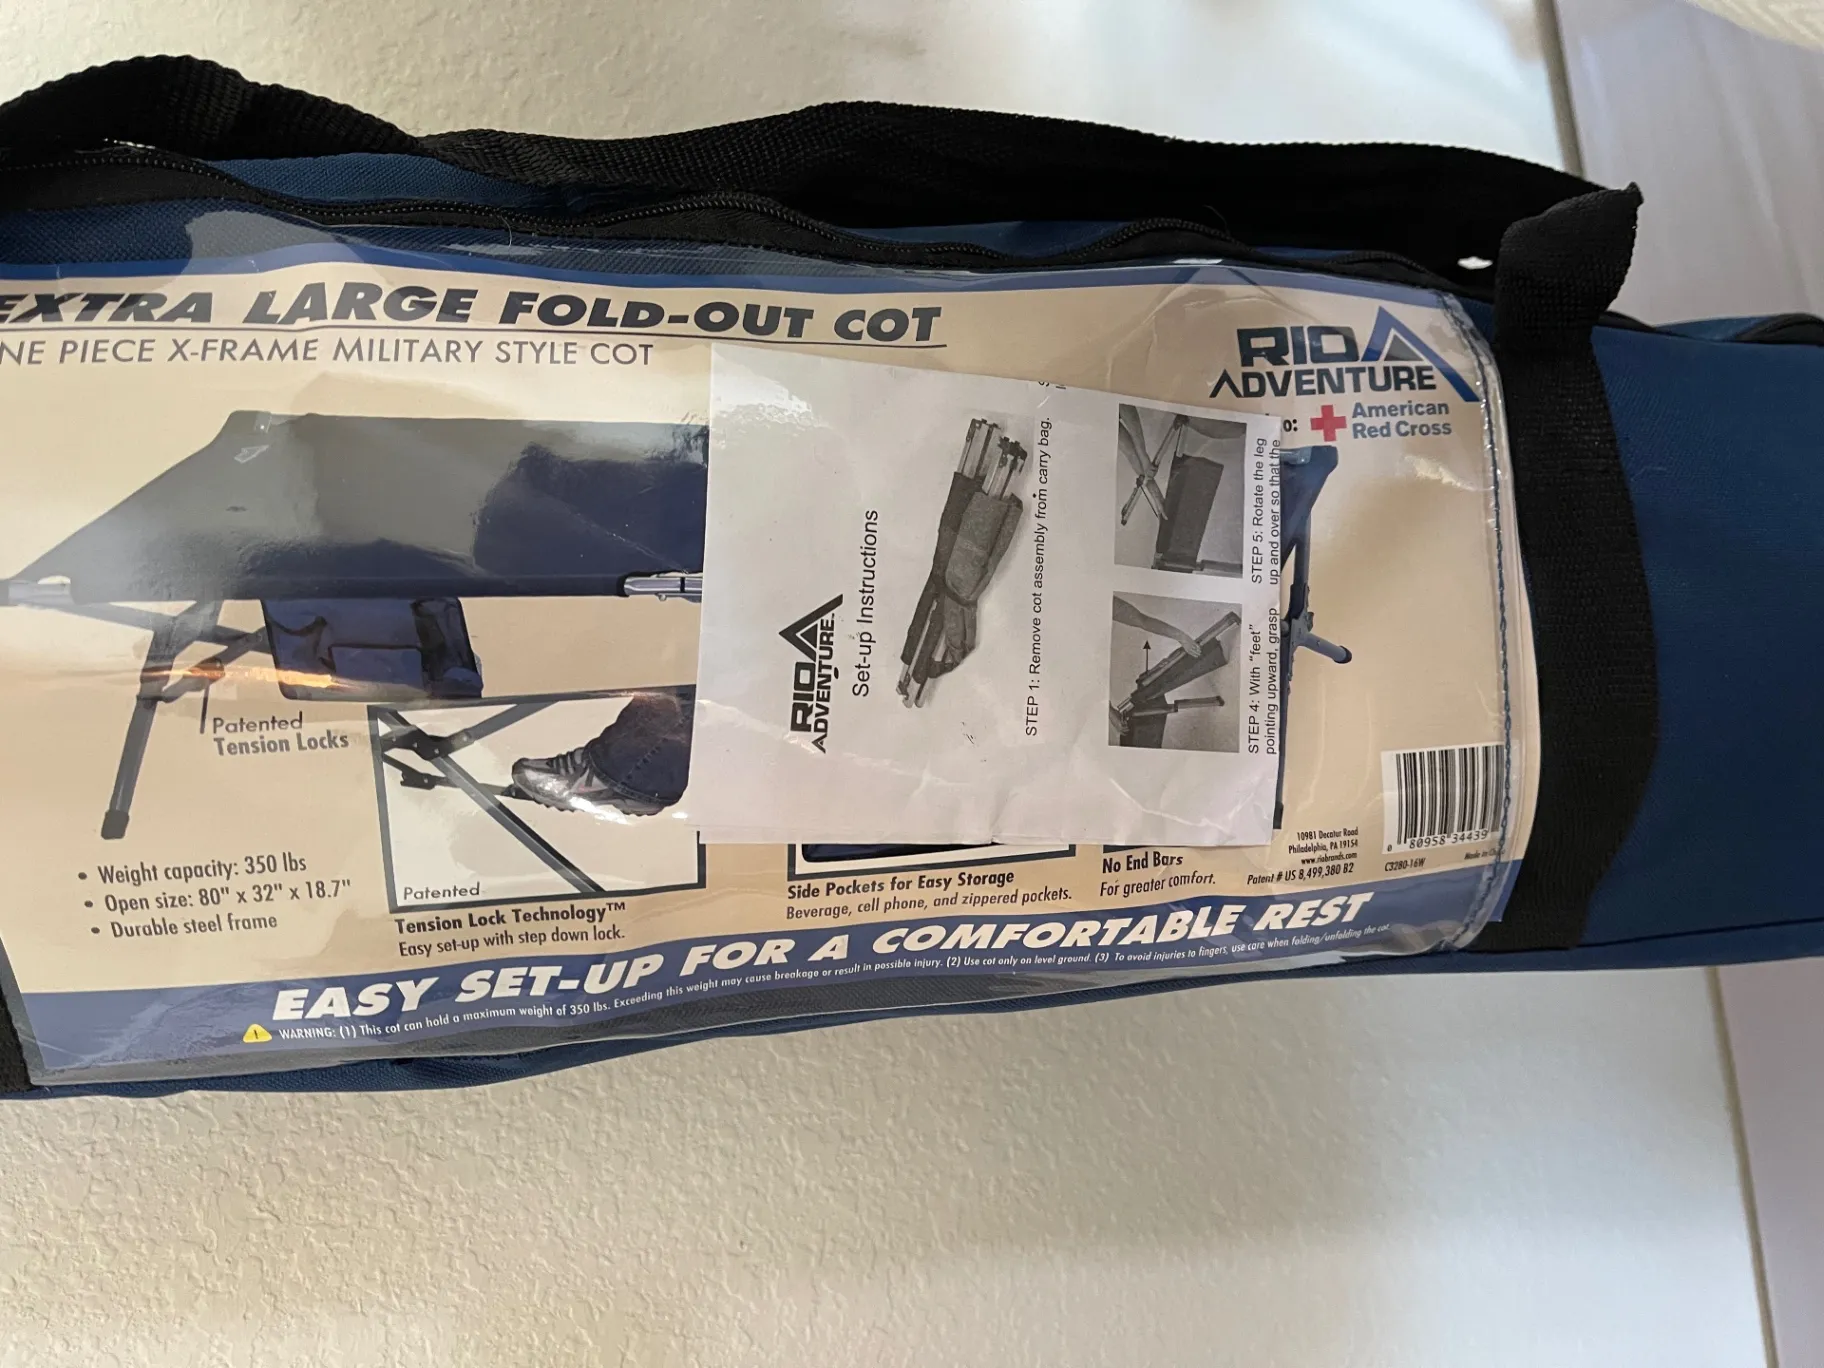 EXTRA LARGE FOLD-OUT COT
NE PIECE X-FRAME MILITARY STYLE COT
RIO
ADVENTURE
o:
American
Red Cross
RIO
ADVENTURE.
Set-up Instructions
STEP 1: Remove cot assembly from carry bag.
STEP 4: With "feet"
pointing upward, grasp
STEP 5: Rotate the leg
up and over so that the
Patented
Tension Locks
• Weight capacity: 350 lbs
• Open size: 80" x 32" x 18.7"
• Durable steel frame
Patented
Tension Lock Technology™
Easy set-up with step down lock.
Side Pockets for Easy Storage
Beverage, cell phone, and zippered pockets.
No End Bars
For greater comfort.
10981 Decatur Road
Philadelphia, PA 19154
www.riobrands.com
Patent # US 8,499,380 B2
0 80958 34439
C3280-16W
Made in
EASY SET-UP FOR A COMFORTABLE REST
WARNING: (1) This cot can hold a maximum weight of 350 lbs. Exceeding this weight may cause breakage or result in possible injury. (2) Use cot only on level ground. (3) To avoid injuries to fingers, use care when folding/unfolding the cot.